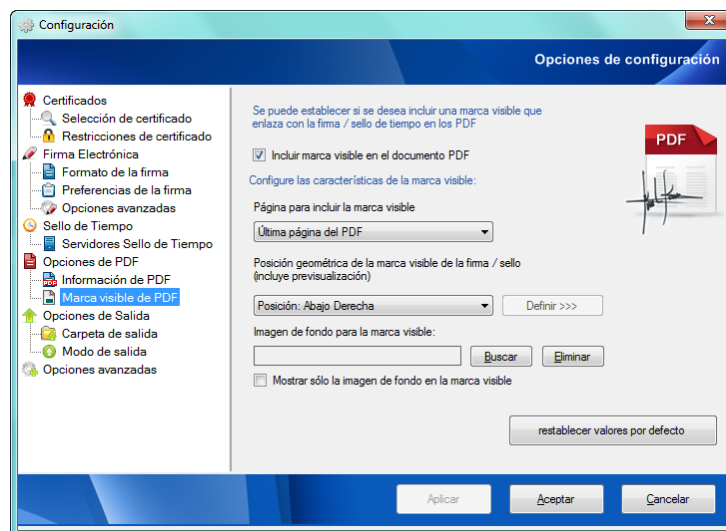 Configuración
Opciones de configuración
Certificados
Selección de certificado
Restricciones de certificado
Firma Electrónica
Formato de la firma
Preferencias de la firma
Opciones avanzadas
Sello de Tiempo
Servidores Sello de Tiempo
Opciones de PDF
Información de PDF
Marca visible de PDF
Opciones de Salida
Carpeta de salida
Modo de salida
Opciones avanzadas
Se puede establecer si se desea incluir una marca visible que
enlaza con la firma / sello de tiempo en los PDF
Incluir marca visible en el documento PDF
Configure las características de la marca visible:
Página para incluir la marca visible
Última página del PDF
Posición geométrica de la marca visible de la firma / sello
(incluye previsualización)
Posición: Abajo Derecha
Definir >>>
Imagen de fondo para la marca visible:
Buscar
Eliminar
Mostrar sólo la imagen de fondo en la marca visible
restablecer valores por defecto
PDF
Aplicar
Aceptar
Cancelar